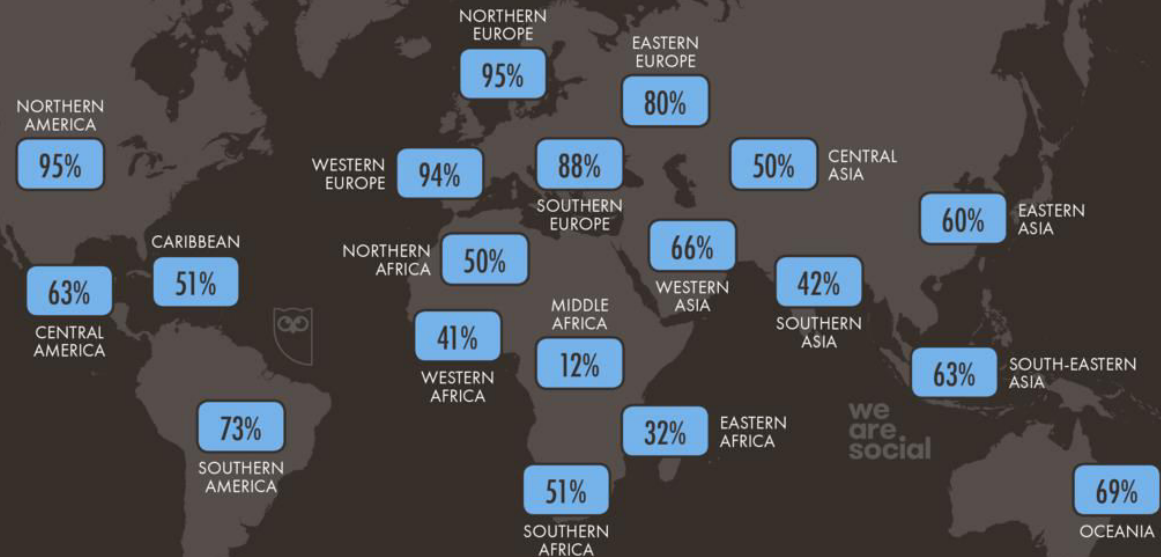 NORTHERN
EUROPE
95%
EASTERN
EUROPE
80%
NORTHERN
AMERICA
95%
WESTERN
EUROPE
94%
88%
SOUTHERN
EUROPE
50%
CENTRAL
ASIA
60%
EASTERN
ASIA
CARIBBEAN
51%
NORTHERN
AFRICA
50%
66%
WESTERN
ASIA
63%
CENTRAL
AMERICA
42%
SOUTHERN
ASIA
41%
WESTERN
AFRICA
MIDDLE
AFRICA
12%
63%
SOUTH-EASTERN
ASIA
73%
SOUTHERN
AMERICA
32%
EASTERN
AFRICA
we
are
social
51%
SOUTHERN
AFRICA
69%
OCEANIA